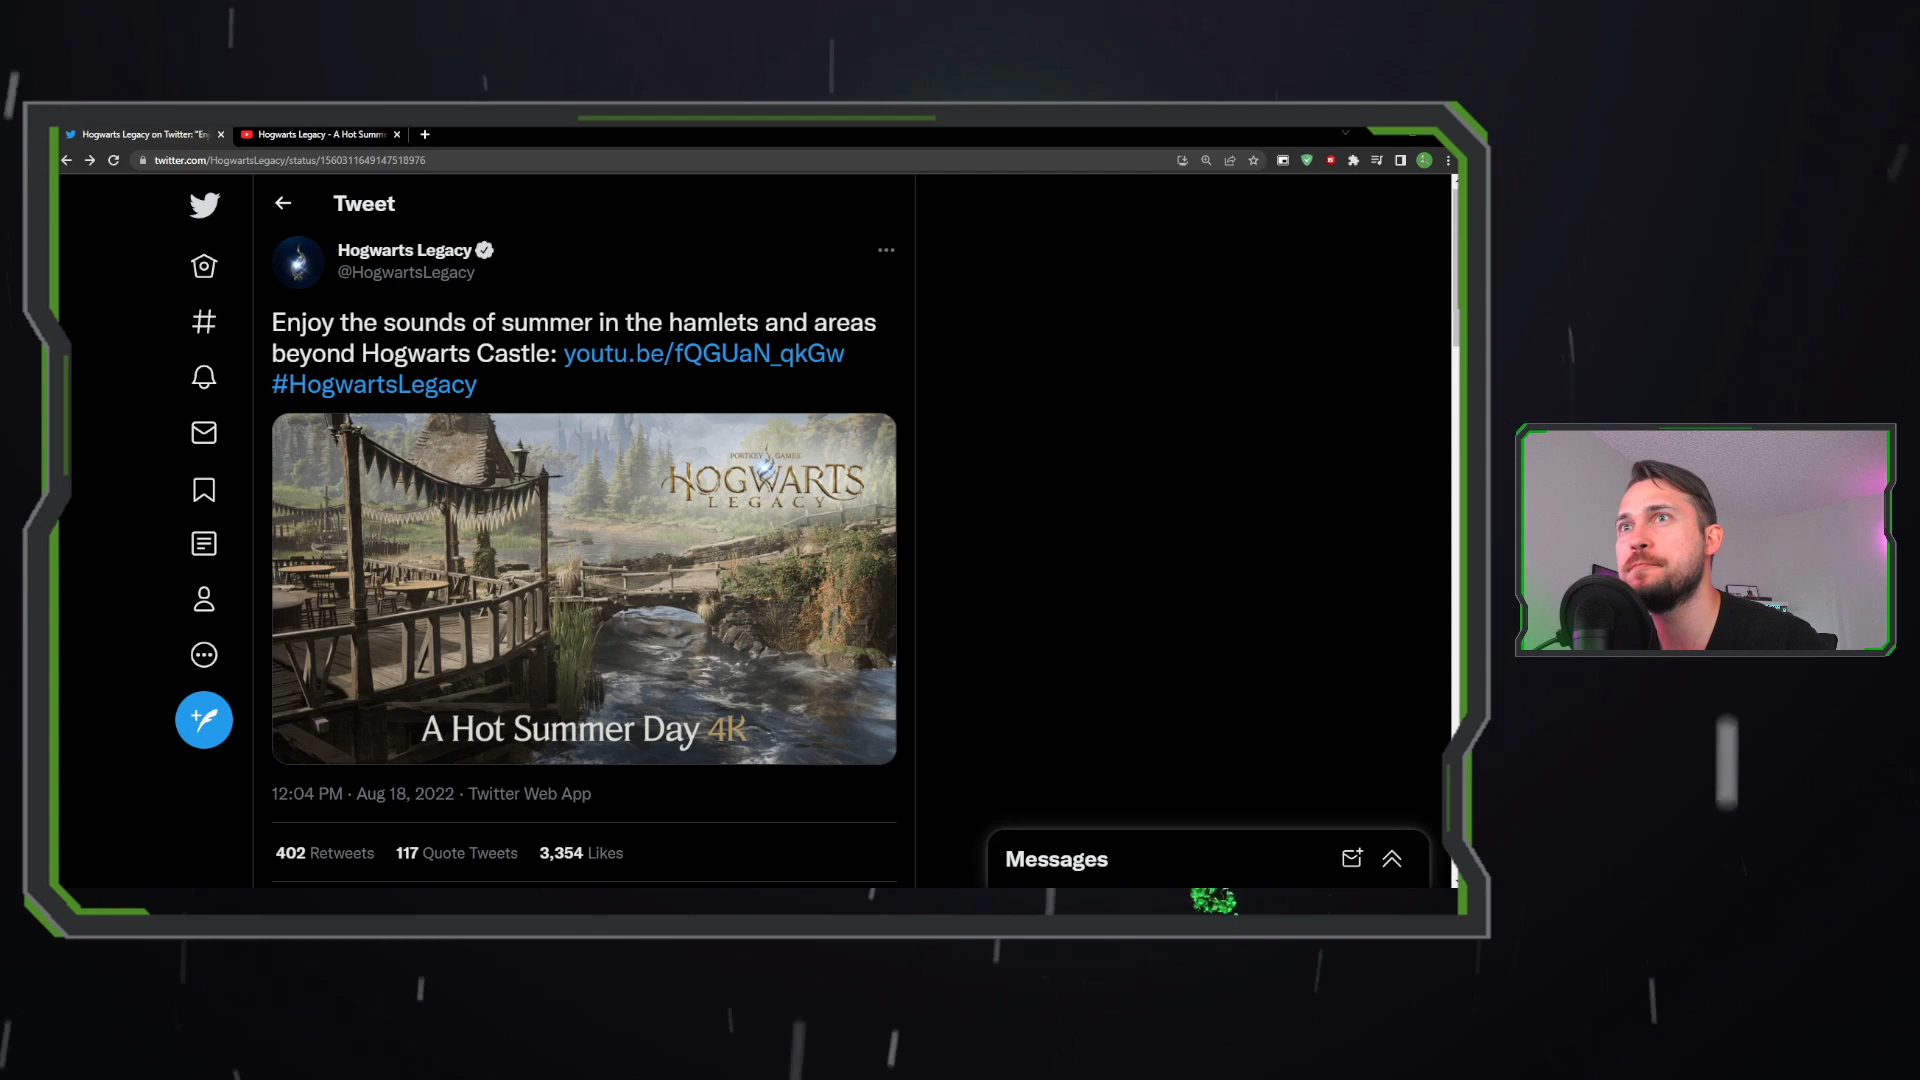 Hogwarts Legacy on Twitter: "En
Hogwarts Legacy - A Hot Summ
twitter.com/HogwartsLegacy/status/1560311649147518976
Tweet
Hogwarts Legacy
@HogwartsLegacy
Enjoy the sounds of summer in the hamlets and areas
beyond Hogwarts Castle: youtu.be/fQGUaN_qkGw
#HogwartsLegacy
PORTKEY GAMES
HOGWARTS
LEGACY
A Hot Summer Day 4K
12:04 PM · Aug 18, 2022 · Twitter Web App
402 Retweets 117 Quote Tweets 3,354 Likes
Messages